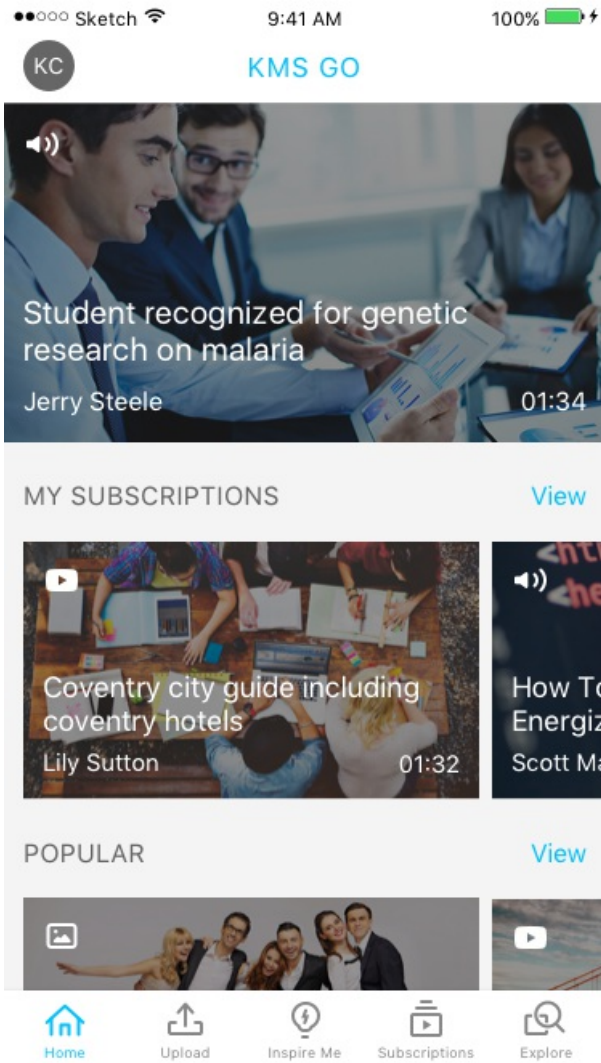 Sketch 9:41 AM 100%
KC KMS GO
Student recognized for genetic
research on malaria
Jerry Steele 01:34
MY SUBSCRIPTIONS View
Coventry city guide including
coventry hotels
Lily Sutton 01:32
How To
Energiz
Scott Ma
POPULAR View
Home Upload Inspire Me Subscriptions Explore